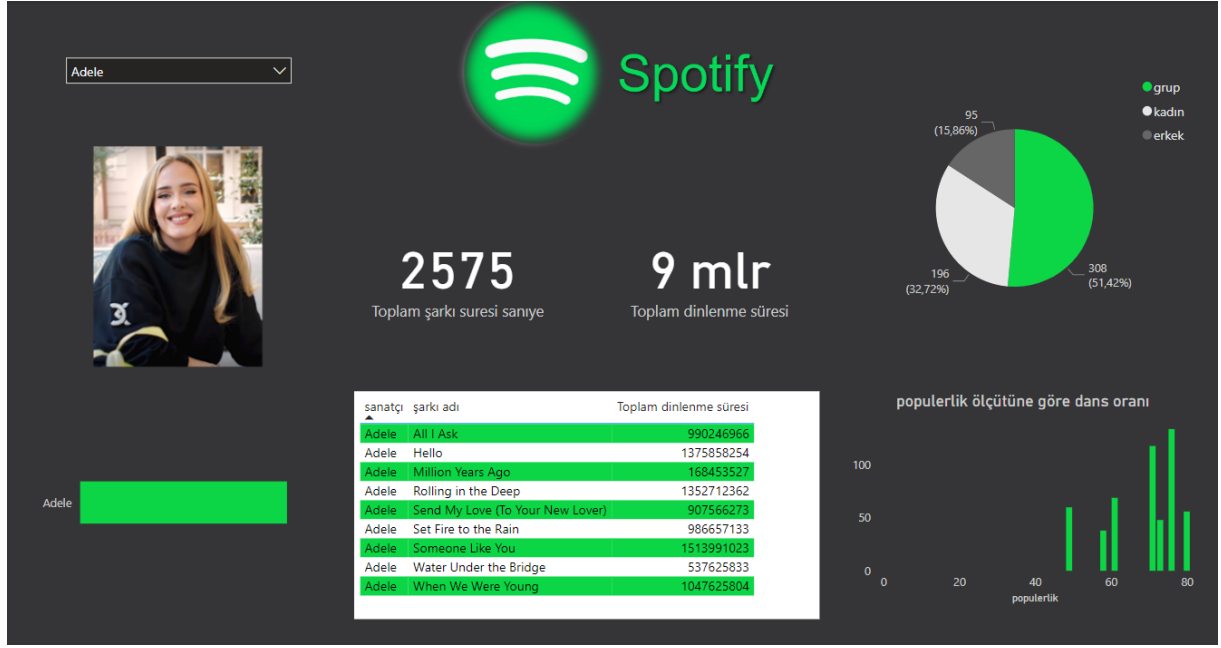 Adele
Spotify
grup
kadın
erkek
95
(15,86%)
196
(32,72%)
308
(51,42%)
2575
Toplam şarkı suresi sanıye
9 mlr
Toplam dinlenme süresi
sanatçı şarkı adı Toplam dinlenme süresi
Adele All I Ask 990246966
Adele Hello 1375858254
Adele Million Years Ago 168453527
Adele Rolling in the Deep 1352712362
Adele Send My Love (To Your New Lover) 907566273
Adele Set Fire to the Rain 986657133
Adele Someone Like You 1513991023
Adele Water Under the Bridge 537625833
Adele When We Were Young 1047625804
Adele
populerlik ölçütüne göre dans oranı
100
50
0
0 20 40 60 80
populerlik